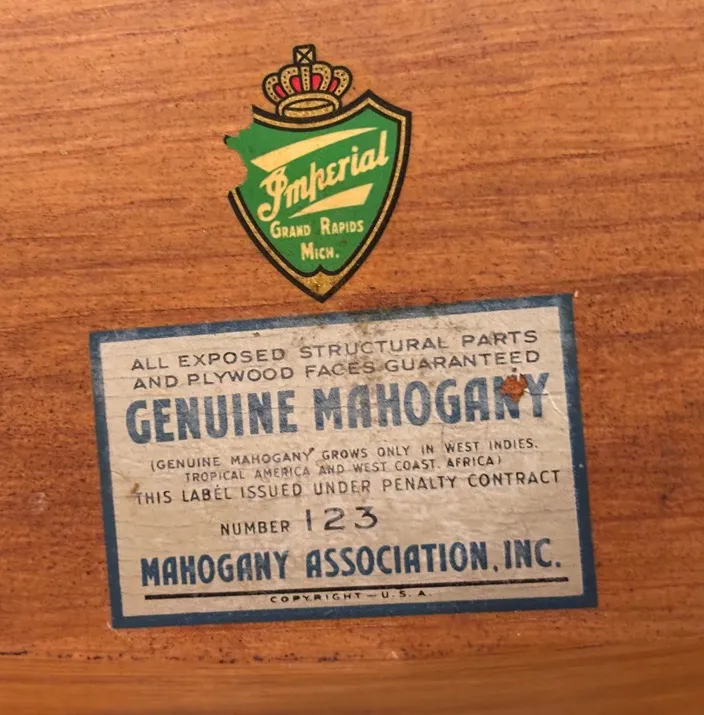 Imperial
GRAND RAPIDS
MICH.
ALL EXPOSED STRUCTURAL PARTS
AND PLYWOOD FACES GUARANTEED
GENUINE MAHOGANY
(GENUINE MAHOGANY GROWS ONLY IN WEST INDIES.
TROPICAL AMERICA AND WEST COAST. AFRICA)
THIS LABEL ISSUED UNDER PENALTY CONTRACT
NUMBER 123
MAHOGANY ASSOCIATION, INC.
COPYRIGHT — U.S.A.